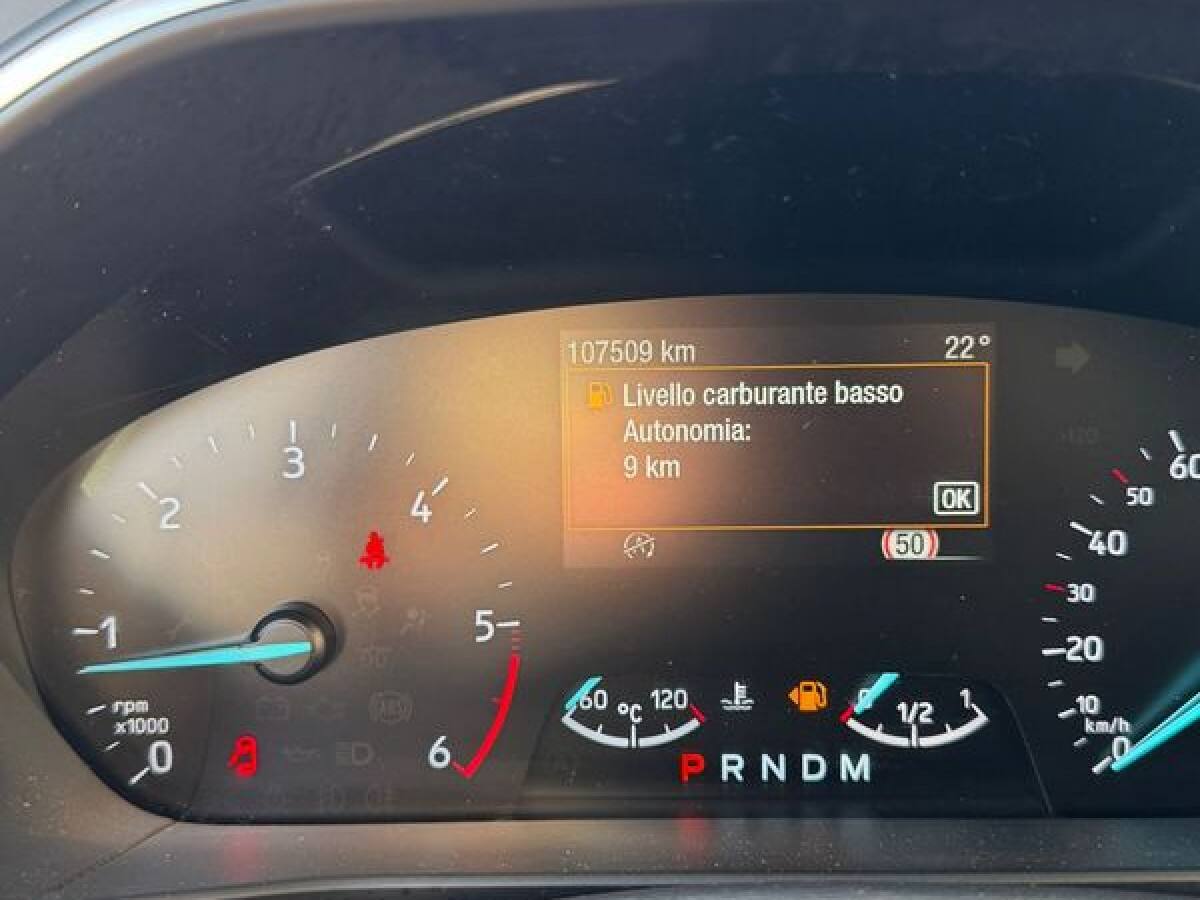 107509 km 22°
Livello carburante basso
Autonomia:
9 km
OK
50
0 1 2 3 4 5 6
rpm
x1000
60 °C 120
0 1/2 1
P R N D M
0 10 20 30 40 50 60
km/h